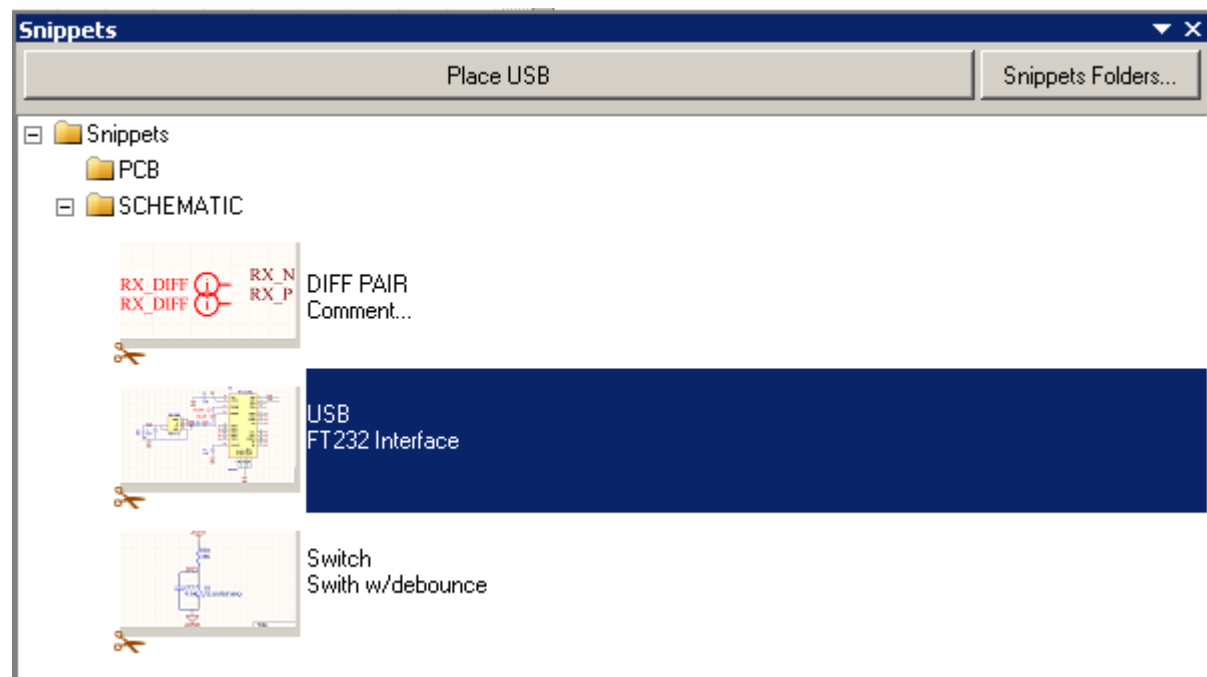 Snippets
Place USB
Snippets Folders...
Snippets
PCB
SCHEMATIC
RX_DIFF
RX_DIFF
RX_N
RX_P
DIFF PAIR
Comment...
USB
FT232 Interface
Switch
Swith w/debounce